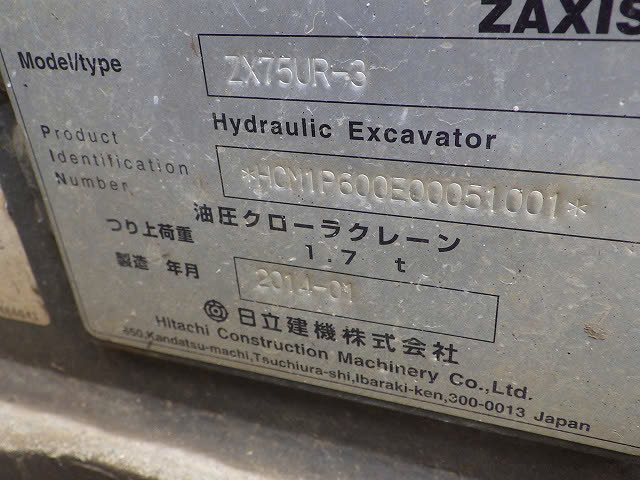 ZAXIS
Model/type ZX75UR-3
Hydraulic Excavator
Product
Identification
Number
*HCM1P600E00051001*
油圧クローラクレーン
つり上荷重 1.7 t
製造 年月 2014-01
日立建機株式会社
Hitachi Construction Machinery Co.,Ltd.
650,Kandatsu-machi,Tsuchiura-shi,Ibaraki-ken,300-0013 Japan